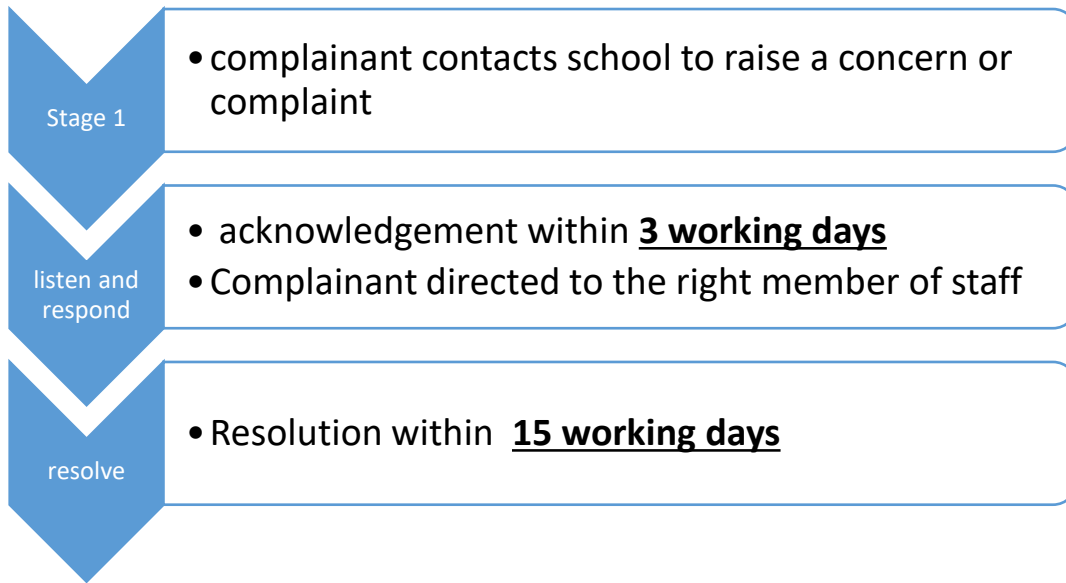 Stage 1
•complainant contacts school to raise a concern or
complaint
listen and
respond
• acknowledgement within 3 working days
•Complainant directed to the right member of staff
resolve
•Resolution within 15 working days